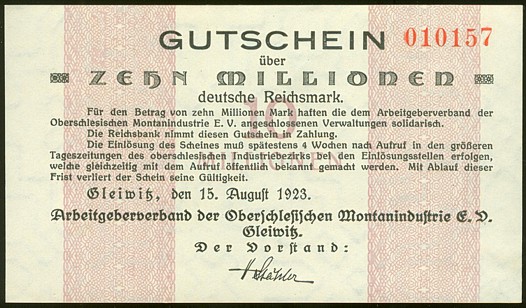 GUTSCHEIN 010157
über
ZEHN MILLIONEN
deutsche Reichsmark.
Für den Betrag von zehn Millionen Mark haften die dem Arbeitgeberverband der
Oberschlesischen Montanindustrie E. V. angeschlossenen Verwaltungen solidarisch.
Die Reichsbank nimmt diesen Gutschein in Zahlung.
Die Einlösung des Scheines muß spätestens 4 Wochen nach Aufruf in den größeren
Tageszeitungen des oberschlesischen Industriebezirks in den Einlösungsstellen erfolgen,
welche gleichzeitig mit dem Aufruf öffentlich bekannt gemacht werden. Mit Ablauf dieser
Frist verliert der Schein seine Gültigkeit.
10
MILLIONEN
Gleiwitz, den 15. August 1923.
Arbeitgeberverband der Oberschlesischen Montanindustrie E. V.
Gleiwitz.
Der Vorstand: